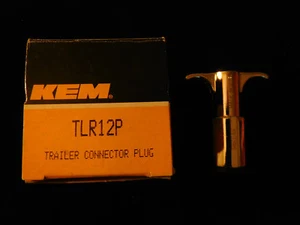 KEM
TLR12P
TRAILER CONNECTOR PLUG